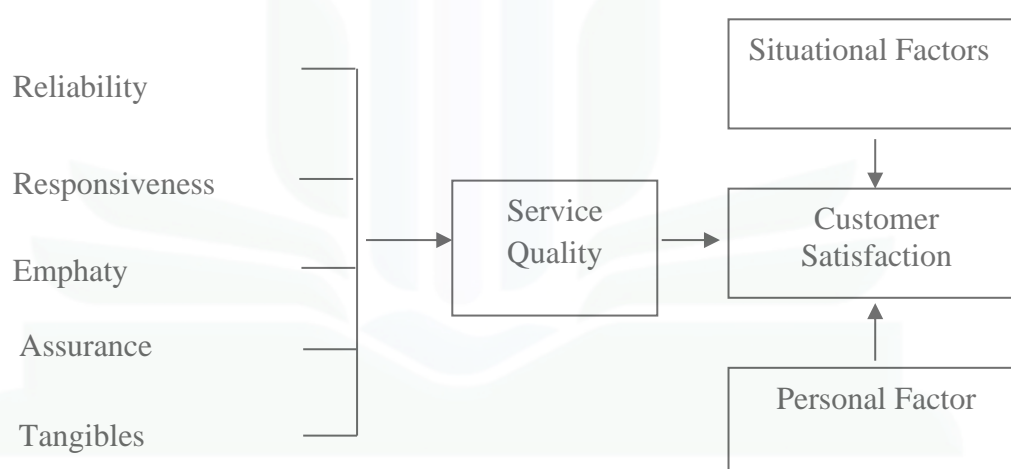 Situational Factors
Reliability
Responsiveness
Service
Quality
Customer
Satisfaction
Emphaty
Assurance
Personal Factor
Tangibles